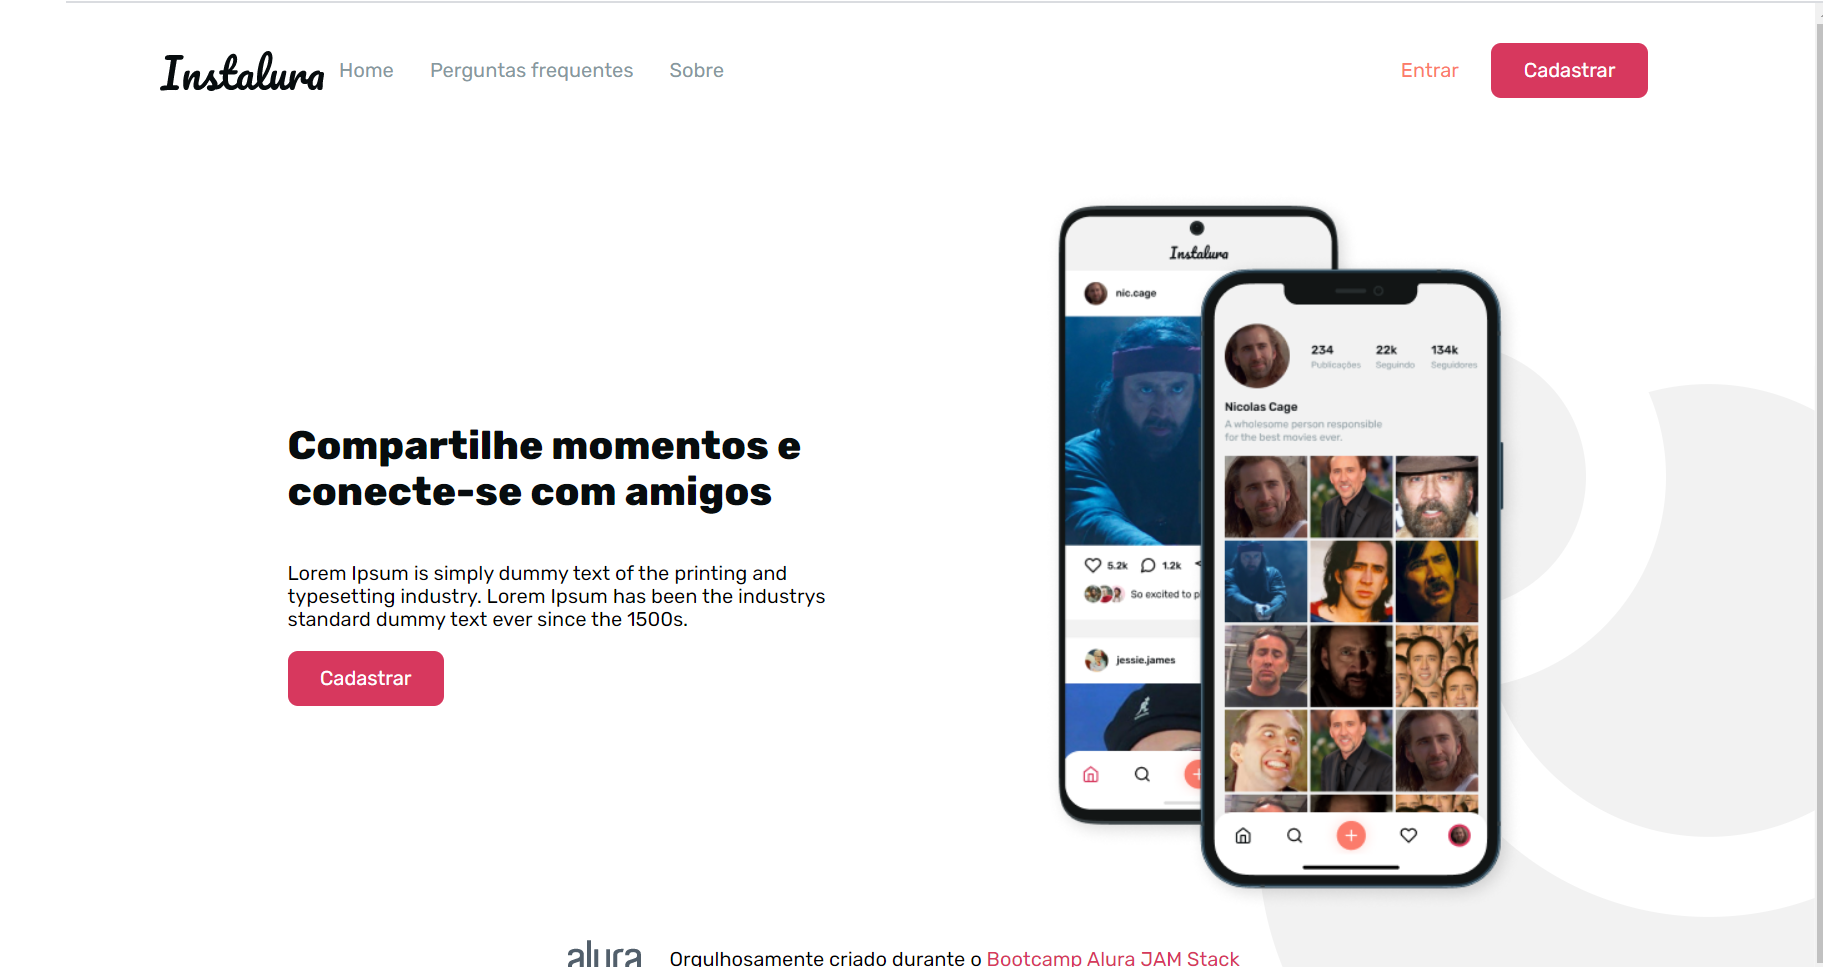 Instalura Home Perguntas frequentes Sobre Entrar Cadastrar
Compartilhe momentos e
conecte-se com amigos
Lorem Ipsum is simply dummy text of the printing and
typesetting industry. Lorem Ipsum has been the industrys
standard dummy text ever since the 1500s.
Cadastrar
Instalura
nic.cage
5.2k 1.2k
So excited to p
jessie.james
234 22k 134k
Publicações Seguindo Seguidores
Nicolas Cage
A wholesome person responsible
for the best movies ever.
alura Orgulhosamente criado durante o Bootcamp Alura JAM Stack